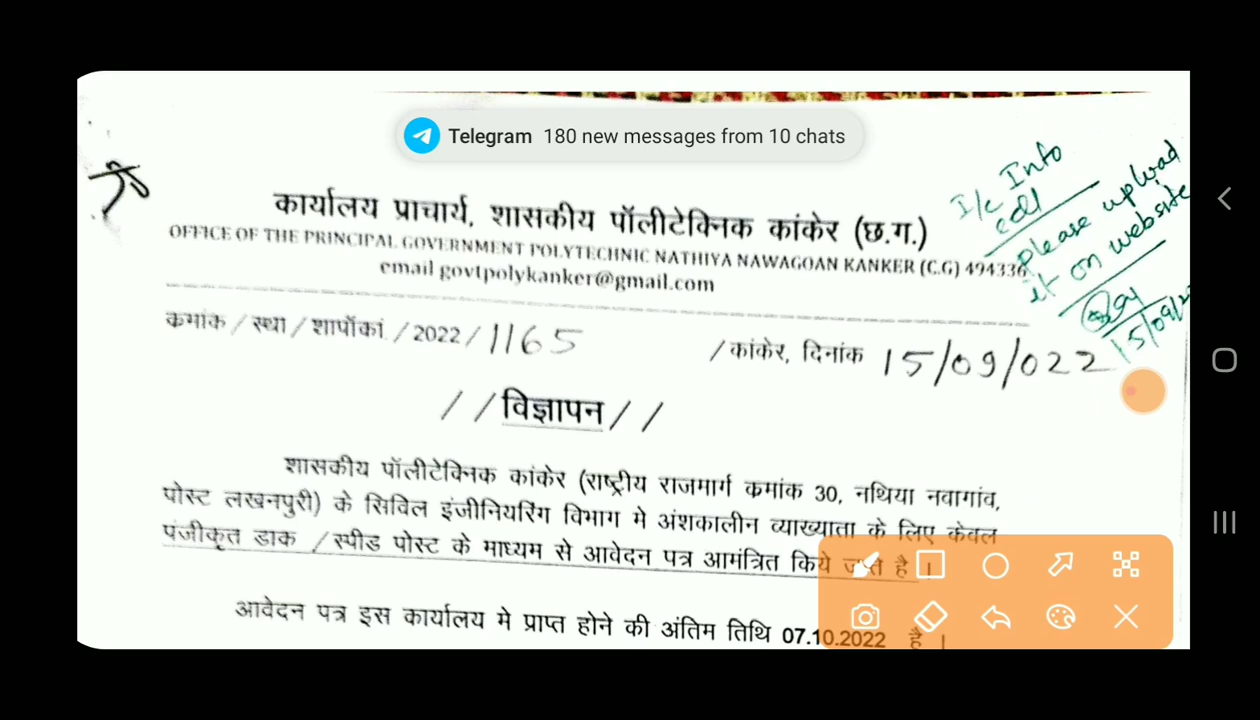 Telegram 180 new messages from 10 chats
I/c Info
cell
please upload
it on website
15/09/2
कार्यालय प्राचार्य, शासकीय पॉलीटेक्निक कांकेर (छ.ग.)
OFFICE OF THE PRINCIPAL GOVERNMENT POLYTECHNIC NATHIYA NAWAGOAN KANKER (C.G) 494336
email govtpolykanker@gmail.com
कमांक / स्था / शापॉकां / 2022 / 1165
/ कांकेर, दिनांक 15/09/022
/ / विज्ञापन / /
शासकीय पॉलीटेक्निक कांकेर (राष्ट्रीय राजमार्ग कमांक 30, नथिया नवागांव,
पोस्ट लखनपुरी) के सिविल इंजीनियरिंग विभाग मे अंशकालीन व्याख्याता के लिए केवल
पंजीकृत डाक / स्पीड पोस्ट के माध्यम से आवेदन पत्र आमंत्रित किये जाते है ।
आवेदन पत्र इस कार्यालय मे प्राप्त होने की अंतिम तिथि 07.10.2022 है ।